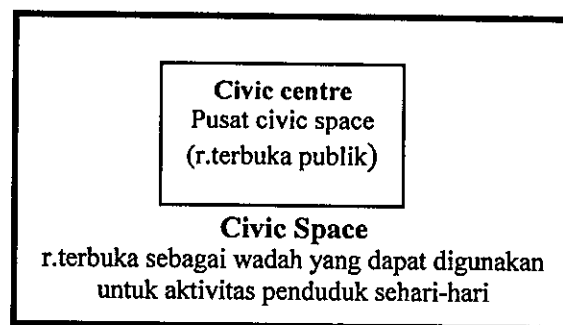 Civic centre
Pusat civic space
(r.terbuka publik)
Civic Space
r.terbuka sebagai wadah yang dapat digunakan
untuk aktivitas penduduk sehari-hari